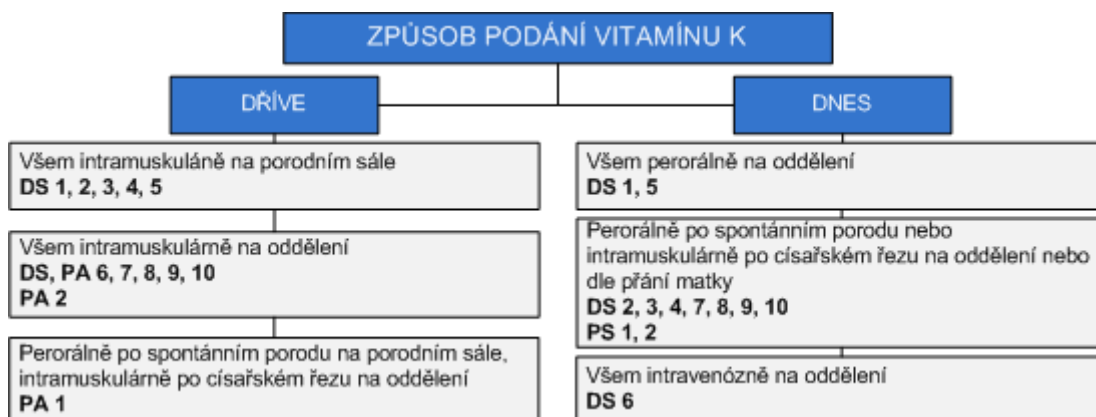 ZPŮSOB PODÁNÍ VITAMÍNU K
DŘÍVE
Všem intramuskuláně na porodním sále
DS 1, 2, 3, 4, 5
Všem intramuskulárně na oddělení
DS, PA 6, 7, 8, 9, 10
PA 2
Perorálně po spontánním porodu na porodním sále,
intramuskulárně po císařském řezu na oddělení
PA 1
DNES
Všem perorálně na oddělení
DS 1, 5
Perorálně po spontánním porodu nebo
intramuskulárně po císařském řezu na oddělení nebo
dle přání matky
DS 2, 3, 4, 7, 8, 9, 10
PS 1, 2
Všem intravenózně na oddělení
DS 6